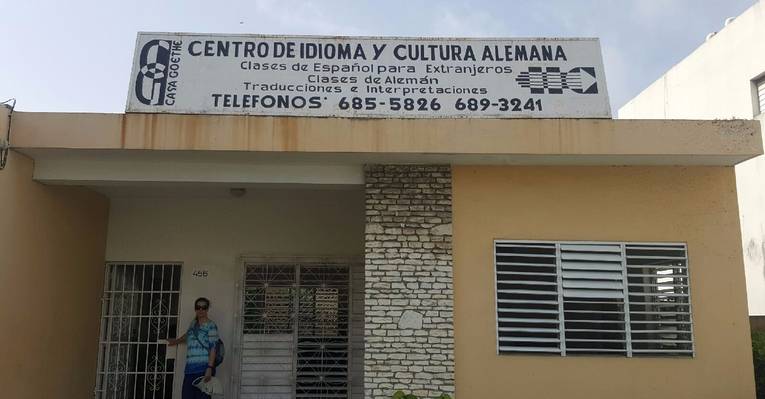 CASA GOETHE
CENTRO DE IDIOMA Y CULTURA ALEMANA
Clases de Español para Extranjeros
Clases de Alemán
Traducciones e Interpretaciones
TELEFONOS: 685-5826 689-3241
456